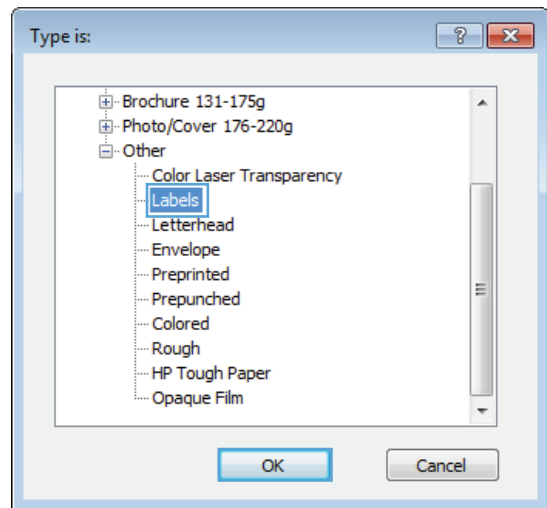 Type is:
Brochure 131-175g
Photo/Cover 176-220g
Other
Color Laser Transparency
Labels
Letterhead
Envelope
Preprinted
Prepunched
Colored
Rough
HP Tough Paper
Opaque Film
OK Cancel